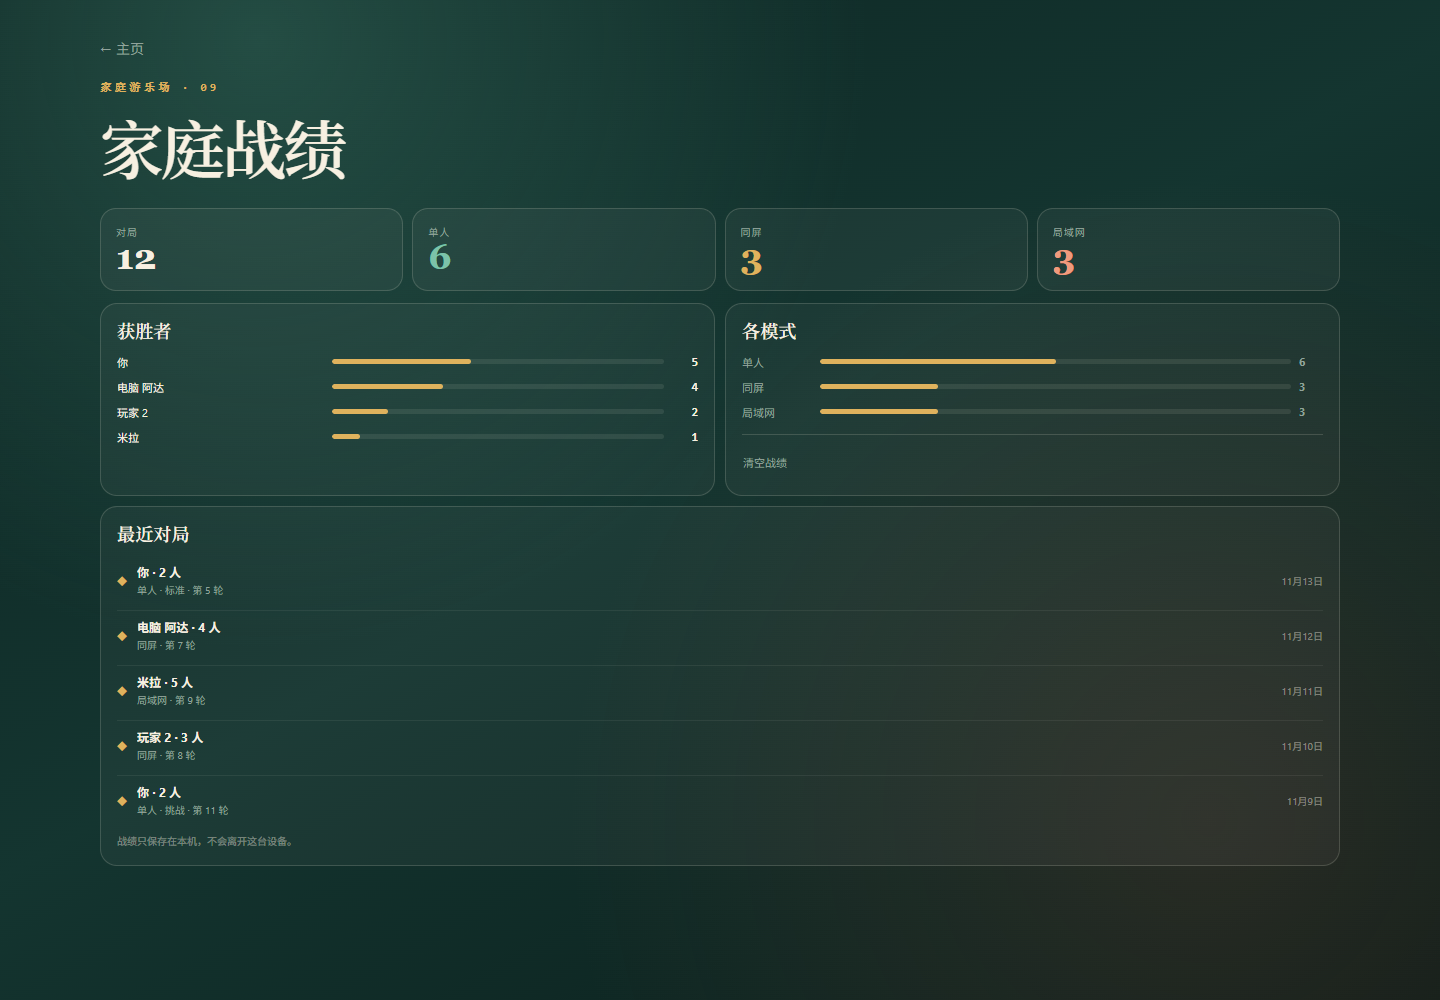 ← 主页
家庭游乐场 · 09
家庭战绩
对局
12
单人
6
同屏
3
局域网
3
获胜者
你 5
电脑 阿达 4
玩家 2 2
米拉 1
各模式
单人 6
同屏 3
局域网 3
清空战绩
最近对局
◆ 你 · 2 人
单人 · 标准 · 第 5 轮
11月13日
◆ 电脑 阿达 · 4 人
同屏 · 第 7 轮
11月12日
◆ 米拉 · 5 人
局域网 · 第 9 轮
11月11日
◆ 玩家 2 · 3 人
同屏 · 第 8 轮
11月10日
◆ 你 · 2 人
单人 · 挑战 · 第 11 轮
11月9日
战绩只保存在本机，不会离开这台设备。